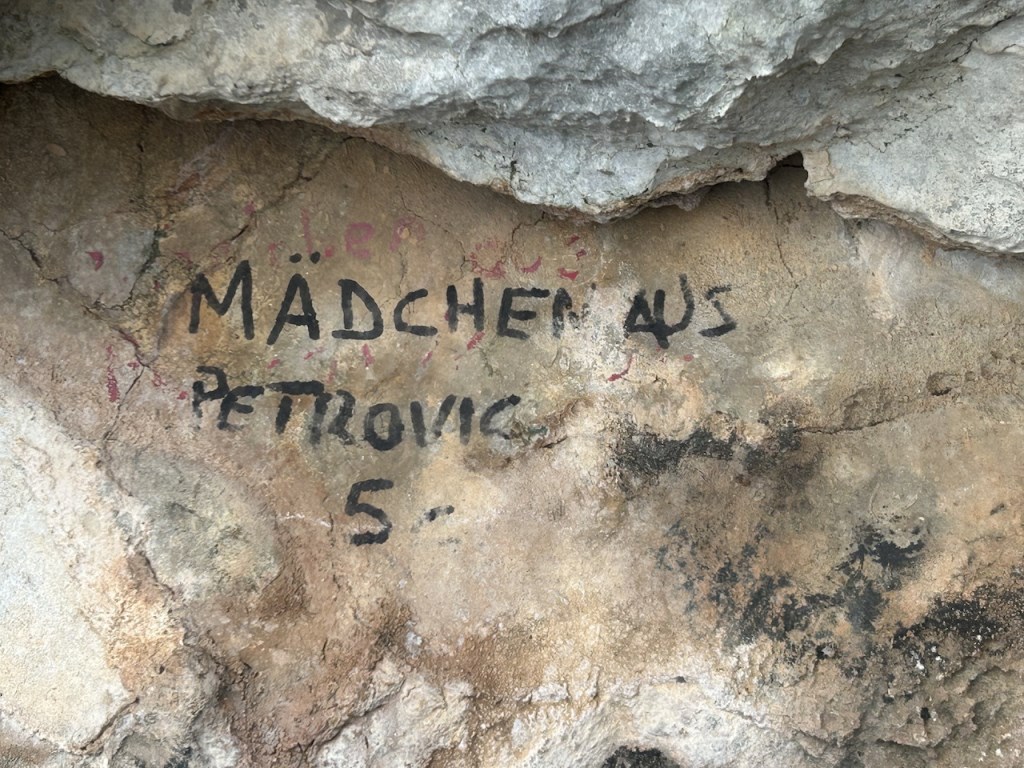 MÄDCHEN AUS
PETROVIC
5 -